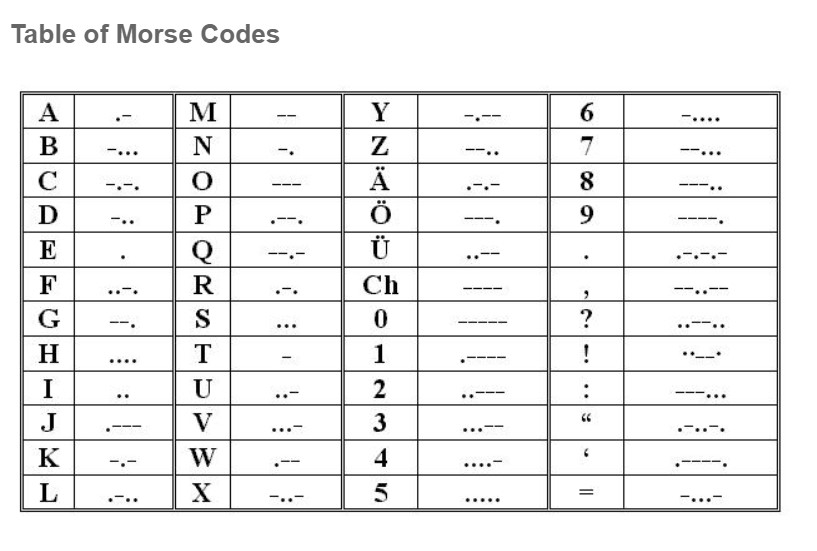 Table of Morse Codes
A .- M -- Y -.-- 6 -....
B -... N -. Z --.. 7 --...
C -.-. O --- Ä .-.- 8 ---..
D -.. P .--. Ö ---. 9 ----.
E . Q --.- Ü ..-- . .-.-.-
F ..-. R .-. Ch ---- , --..--
G --. S ... 0 ----- ? ..--..
H .... T - 1 .---- ! ··--·
I .. U ..- 2 ..--- : ---...
J .--- V ...- 3 ...-- “ .-..-.
K -.- W .-- 4 ....- ‘ .----.
L .-.. X -..- 5 ..... = -...-